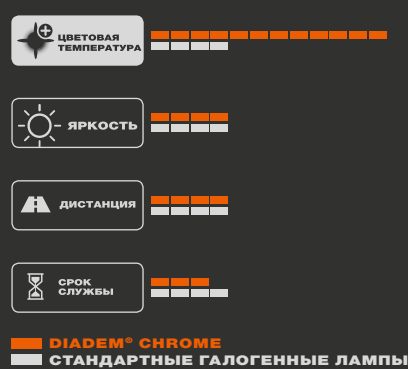 ЦВЕТОВАЯ
ТЕМПЕРАТУРА
ЯРКОСТЬ
ДИСТАНЦИЯ
СРОК
СЛУЖБЫ
DIADEM® CHROME
СТАНДАРТНЫЕ ГАЛОГЕННЫЕ ЛАМПЫ